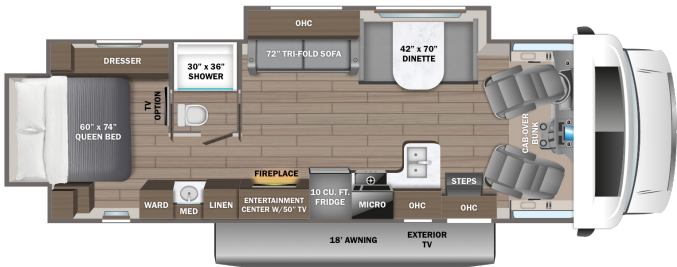 OHC
DRESSER
30" x 36"
SHOWER
72" TRI-FOLD SOFA
42" x 70"
DINETTE
TV
OPTION
60" x 74"
QUEEN BED
CAB-OVER
BUNK
FIREPLACE
STEPS
WARD
MED
LINEN
ENTERTAINMENT
CENTER W/50" TV
10 CU. FT.
FRIDGE
MICRO
OHC
OHC
18' AWNING
EXTERIOR
TV